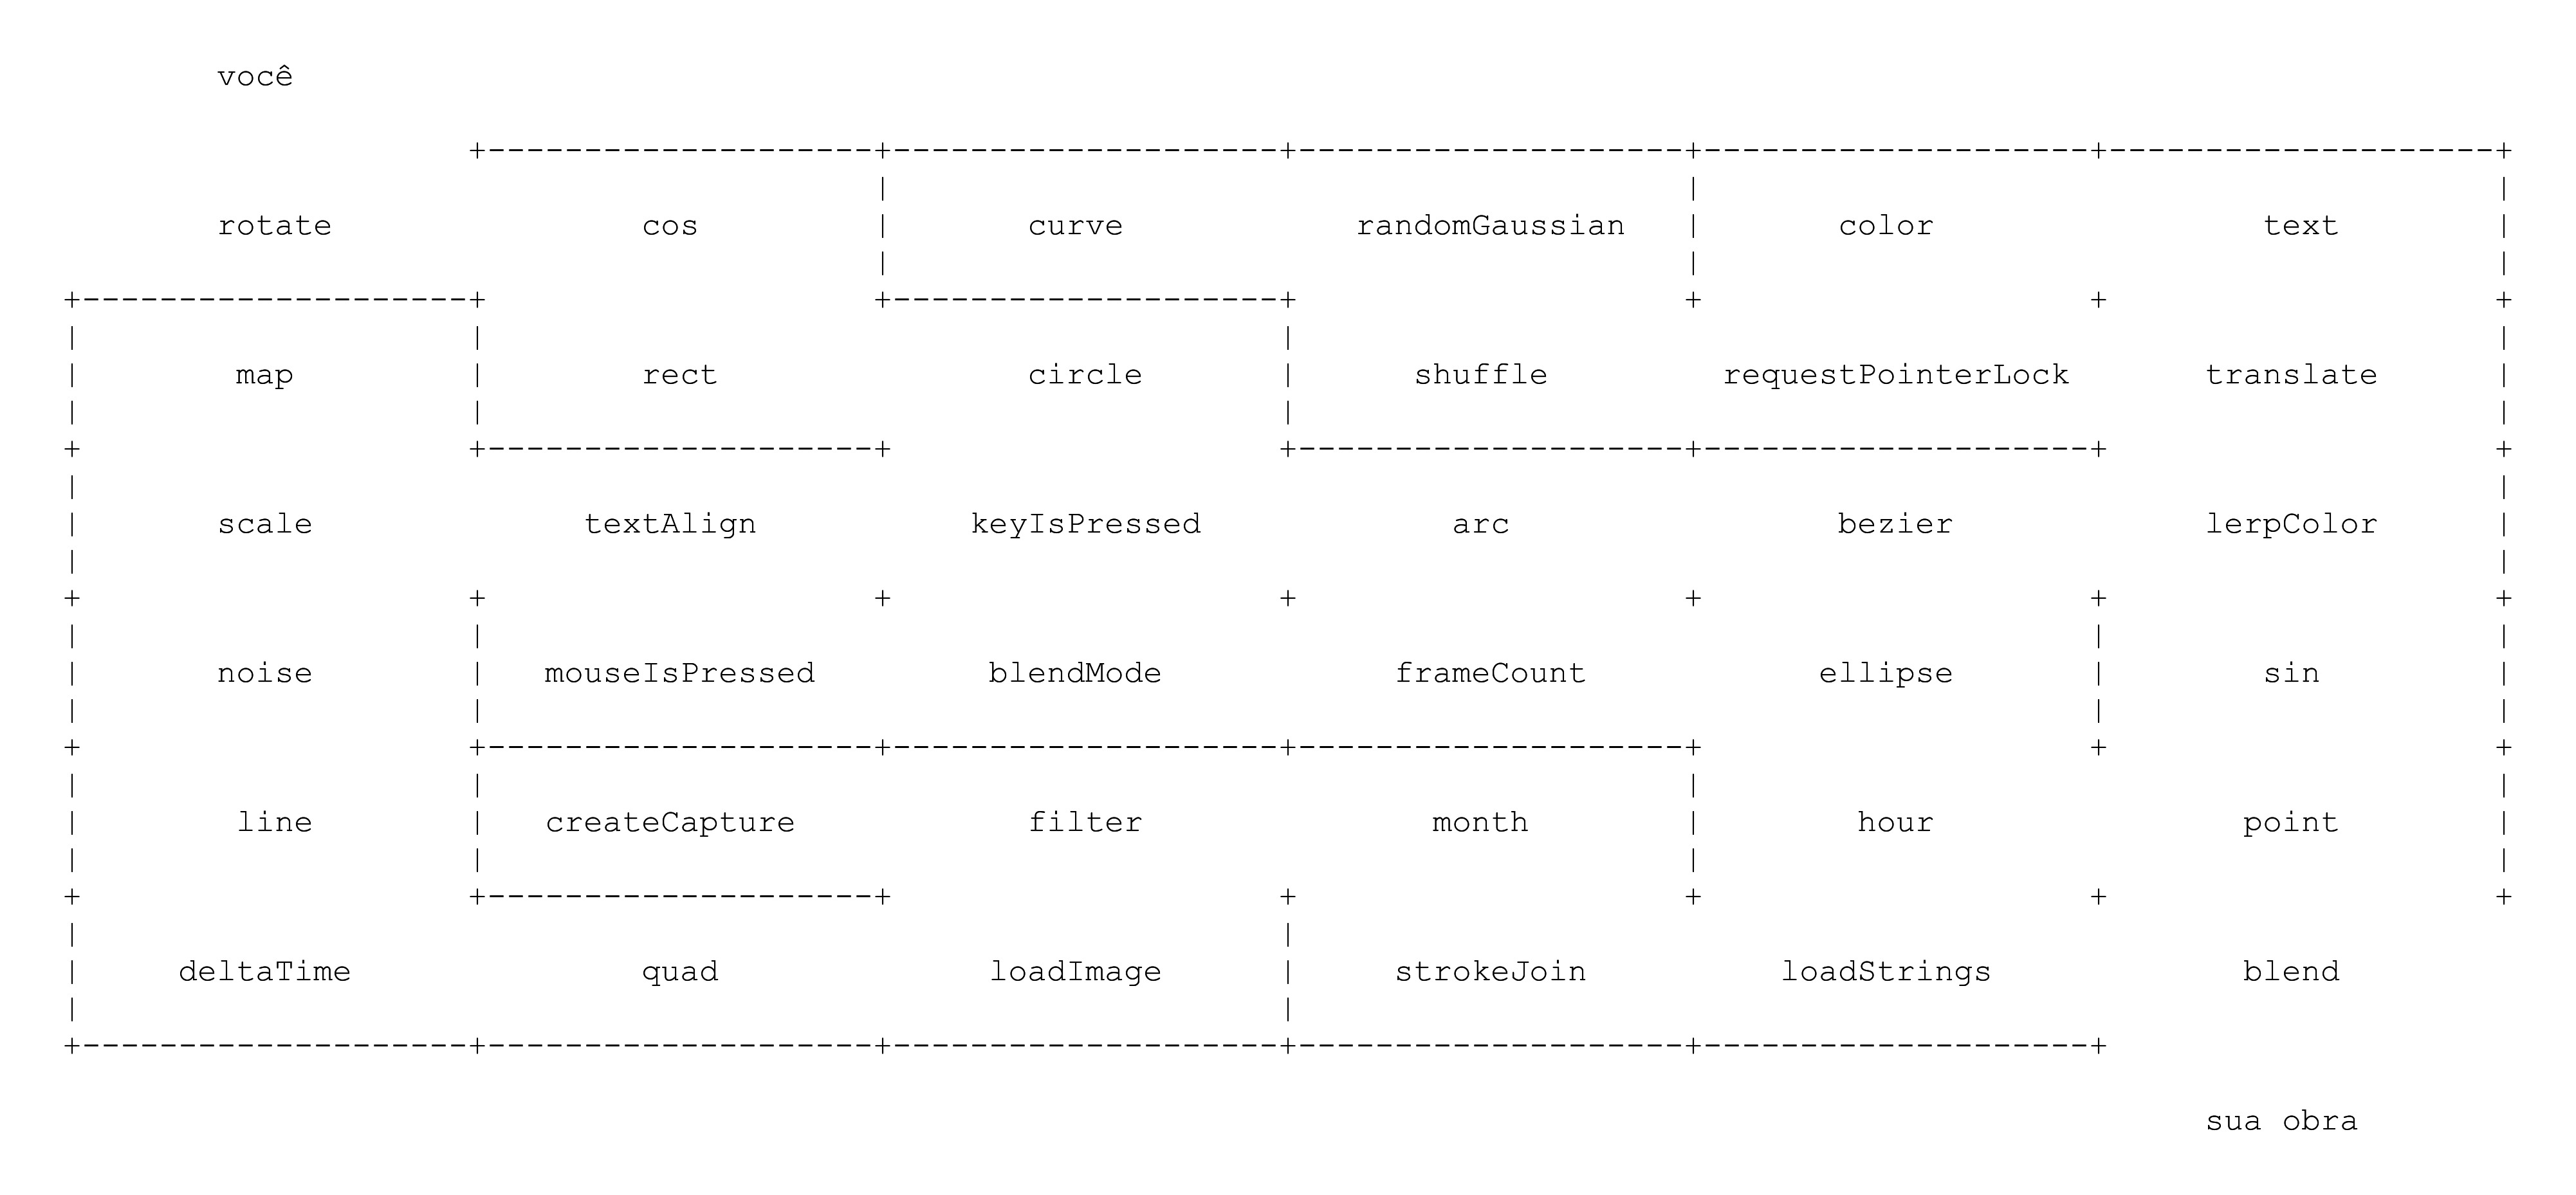 você
rotate cos curve randomGaussian color text
map rect circle shuffle requestPointerLock translate
scale textAlign keyIsPressed arc bezier lerpColor
noise mouseIsPressed blendMode frameCount ellipse sin
line createCapture filter month hour point
deltaTime quad loadImage strokeJoin loadStrings blend
sua obra